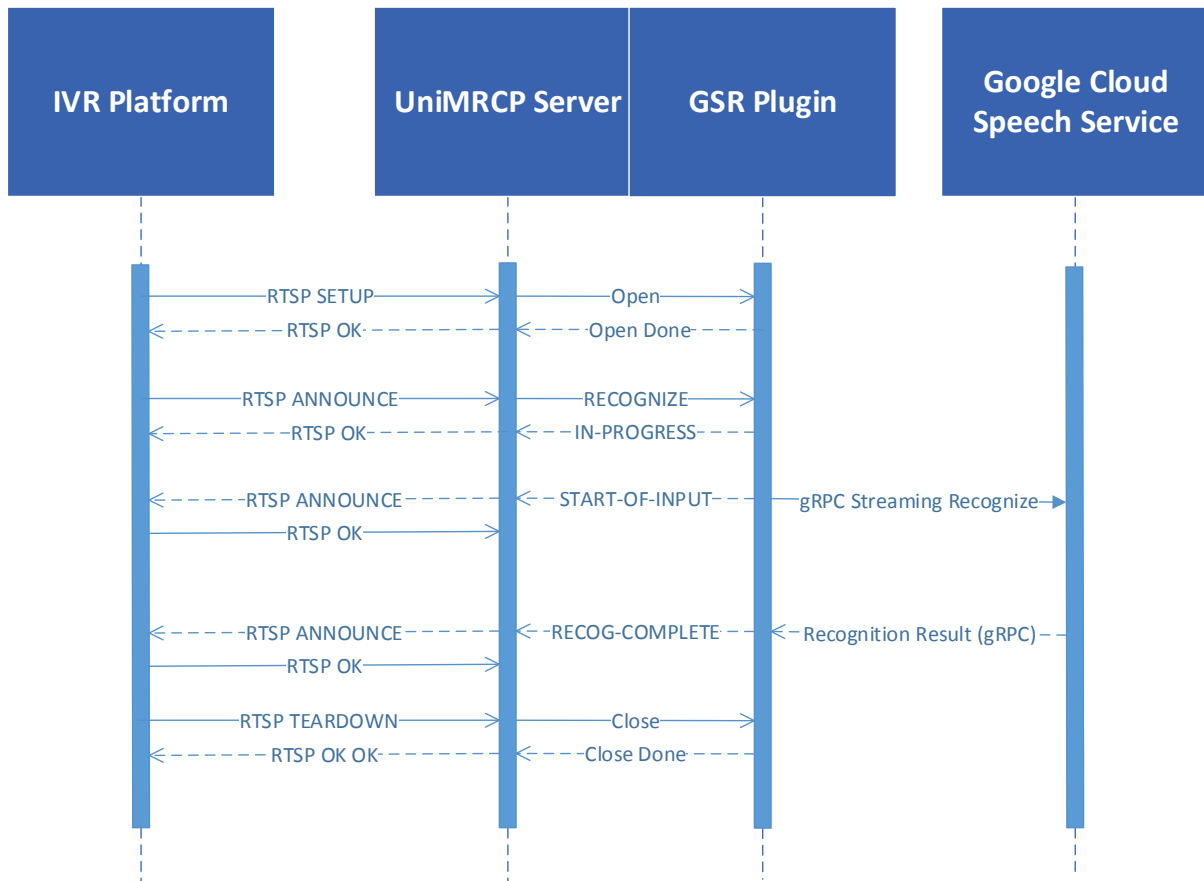 IVR Platform
UniMRCP Server
GSR Plugin
Google Cloud
Speech Service
RTSP SETUP
Open
RTSP OK
Open Done
RTSP ANNOUNCE
RECOGNIZE
RTSP OK
IN-PROGRESS
RTSP ANNOUNCE
START-OF-INPUT
gRPC Streaming Recognize
RTSP OK
RTSP ANNOUNCE
RECOG-COMPLETE
Recognition Result (gRPC)
RTSP OK
RTSP TEARDOWN
Close
RTSP OK OK
Close Done